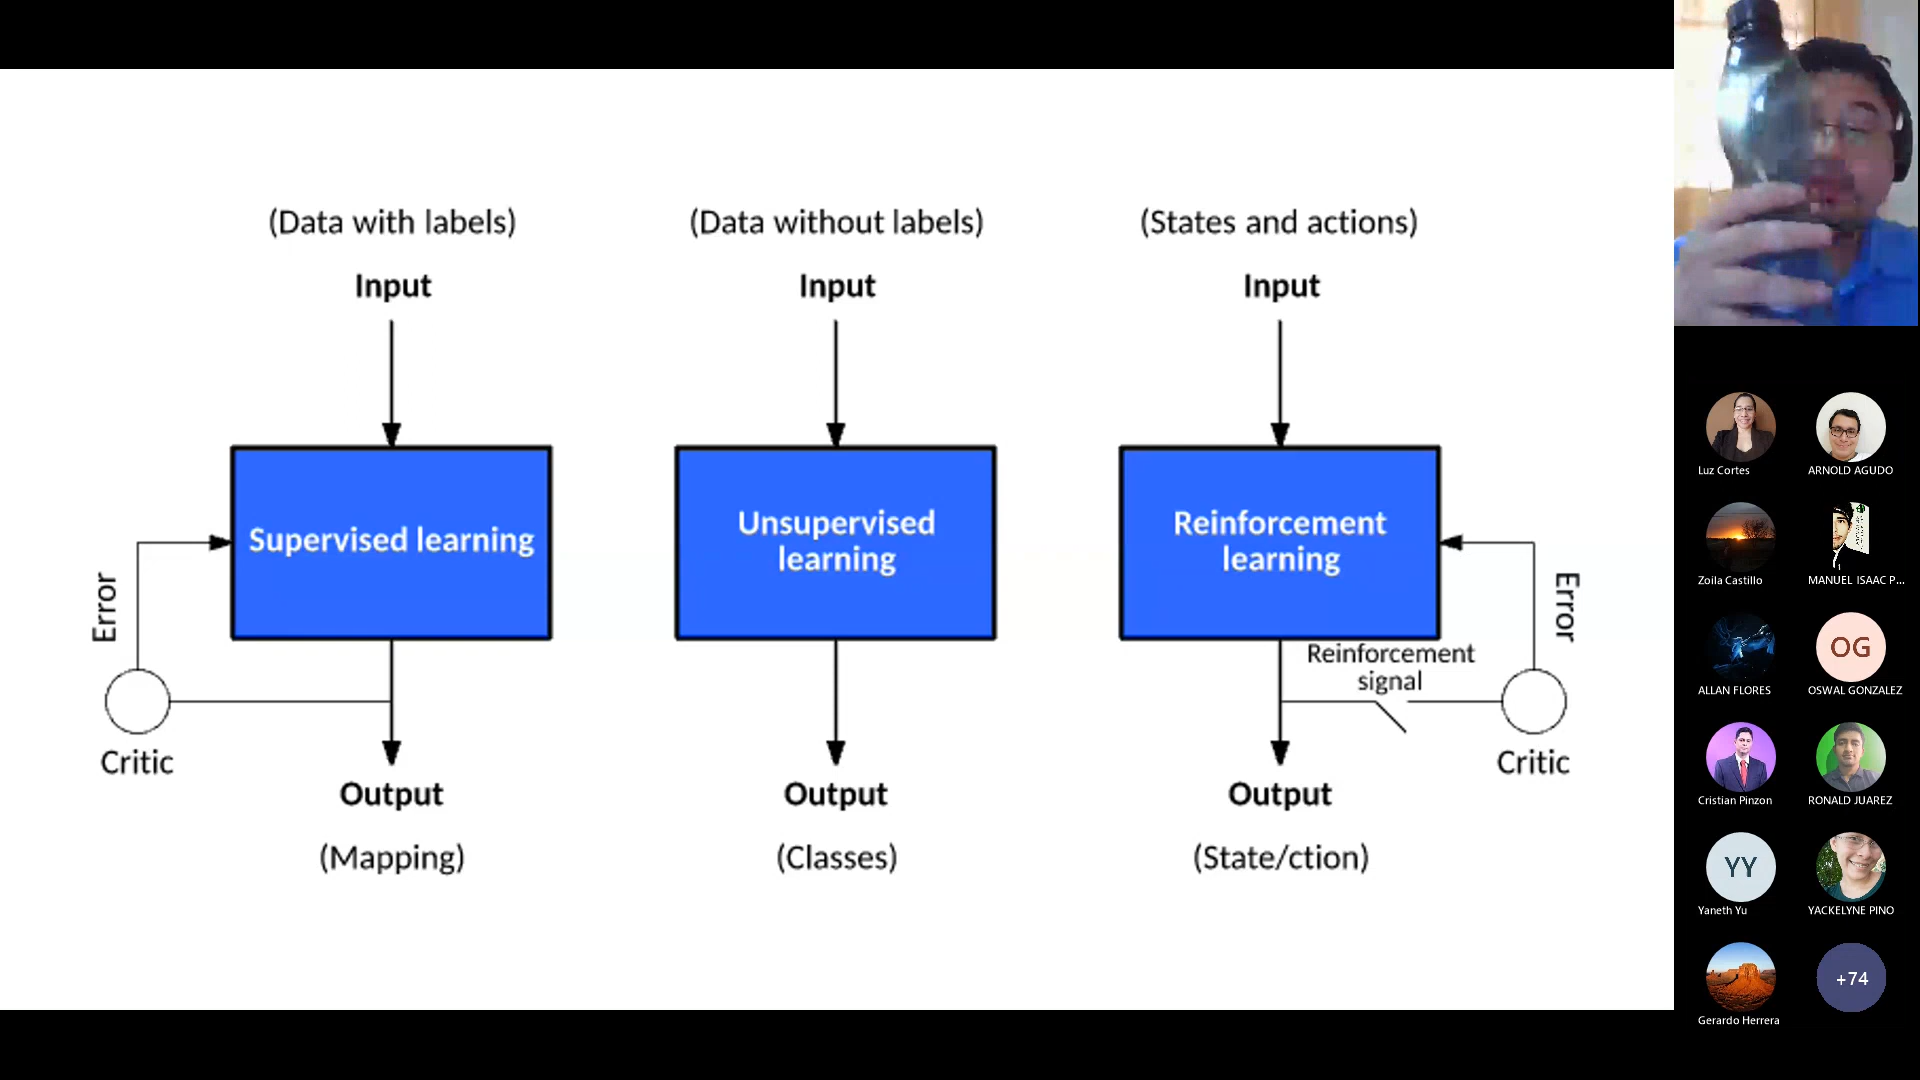 (Data with labels)
Input
Supervised learning
Error
Critic
Output
(Mapping)
(Data without labels)
Input
Unsupervised
learning
Output
(Classes)
(States and actions)
Input
Reinforcement
learning
Error
Reinforcement
signal
Critic
Output
(State/ction)
Luz Cortes
ARNOLD AGUDO
Zoila Castillo
MANUEL ISAAC P...
ALLAN FLORES
OG
OSWAL GONZALEZ
Cristian Pinzon
RONALD JUAREZ
YY
Yaneth Yu
YACKELYNE PINO
Gerardo Herrera
+74